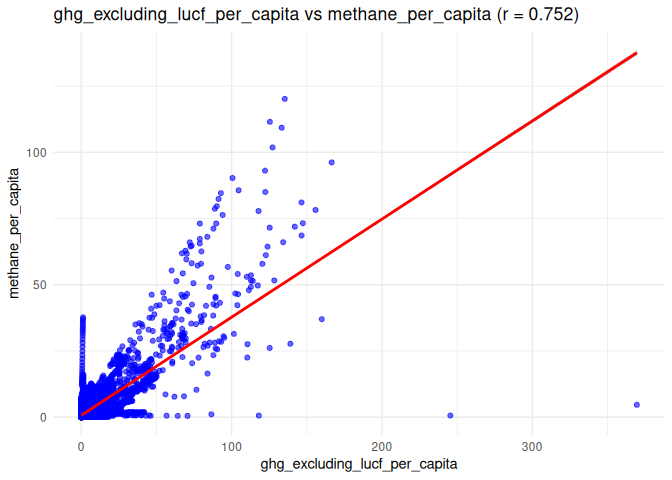 ghg_excluding_lucf_per_capita vs methane_per_capita (r = 0.752)
methane_per_capita
100
50
0
0 100 200 300
ghg_excluding_lucf_per_capita